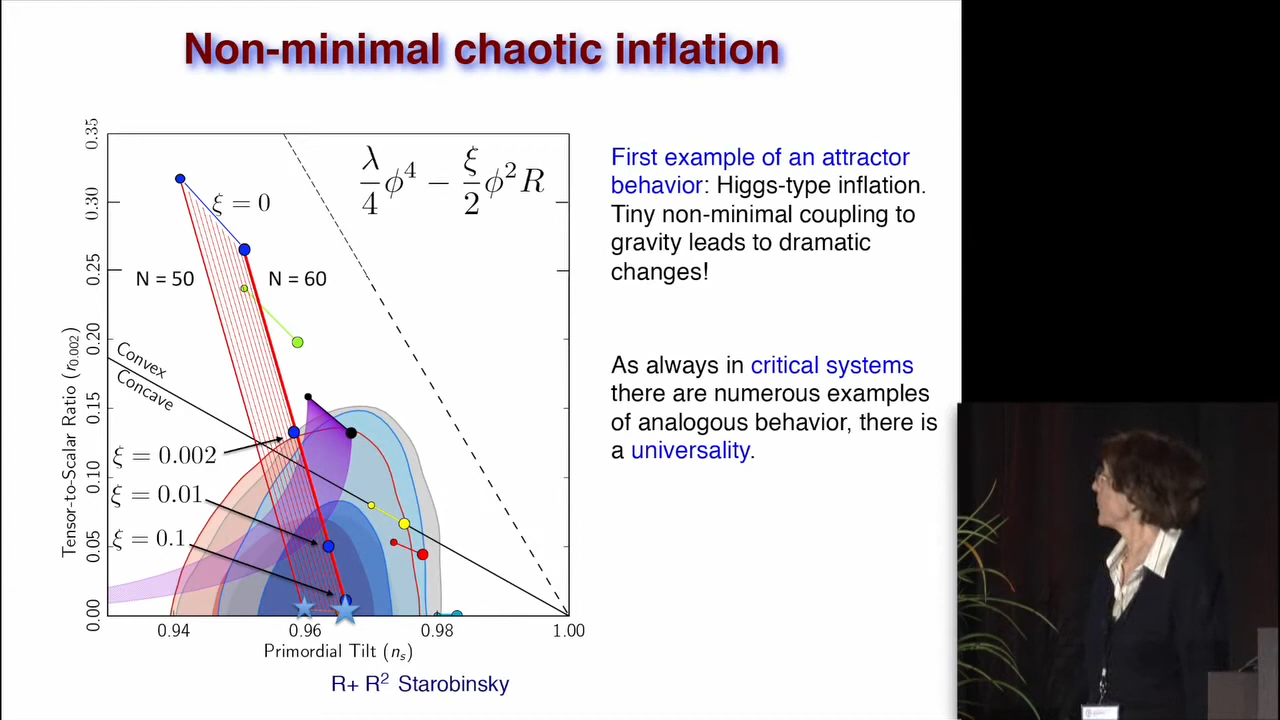 Non-minimal chaotic inflation
0.35
0.30
0.25
0.20
0.15
0.10
0.05
0.00
Tensor-to-Scalar Ratio (r0.002)
λ/4 ϕ⁴ − ξ/2 ϕ²R
ξ = 0
N = 50
N = 60
Convex
Concave
ξ = 0.002
ξ = 0.01
ξ = 0.1
0.94
0.96
0.98
1.00
Primordial Tilt (ns)
R+ R² Starobinsky
First example of an attractor
behavior: Higgs-type inflation.
Tiny non-minimal coupling to
gravity leads to dramatic
changes!
As always in critical systems
there are numerous examples
of analogous behavior, there is
a universality.